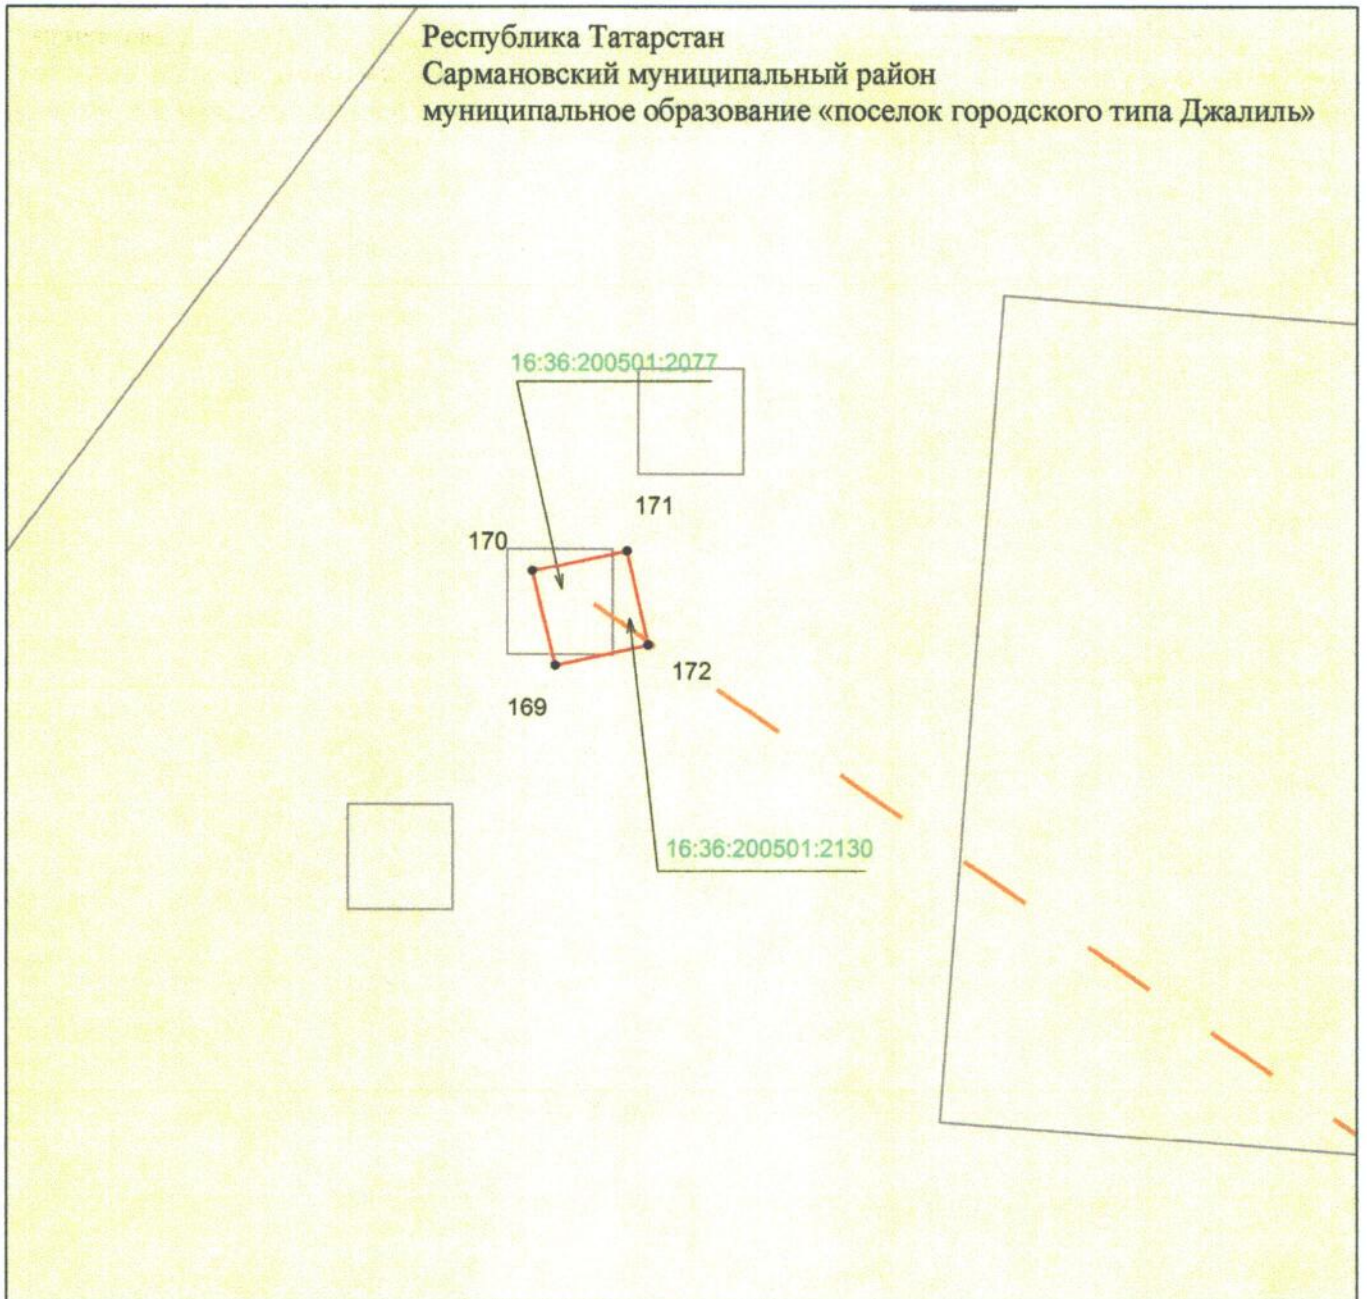 Республика Татарстан
Сармановский муниципальный район
муниципальное образование «поселок городского типа Джалиль»
16:36:200501:2077
171
170
172
169
16:36:200501:2130